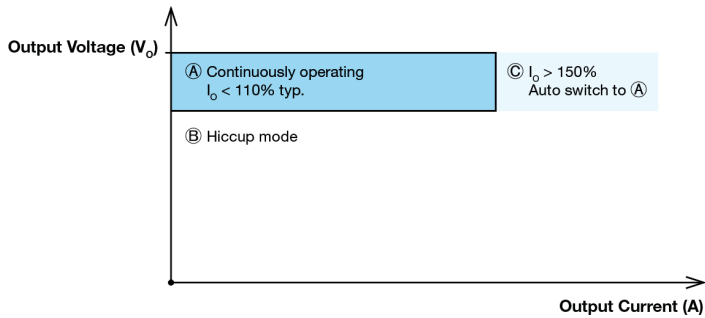 Output Voltage (Vo)
Ⓐ Continuously operating
Io < 110% typ.
Ⓒ Io > 150%
Auto switch to Ⓐ
Ⓑ Hiccup mode
Output Current (A)